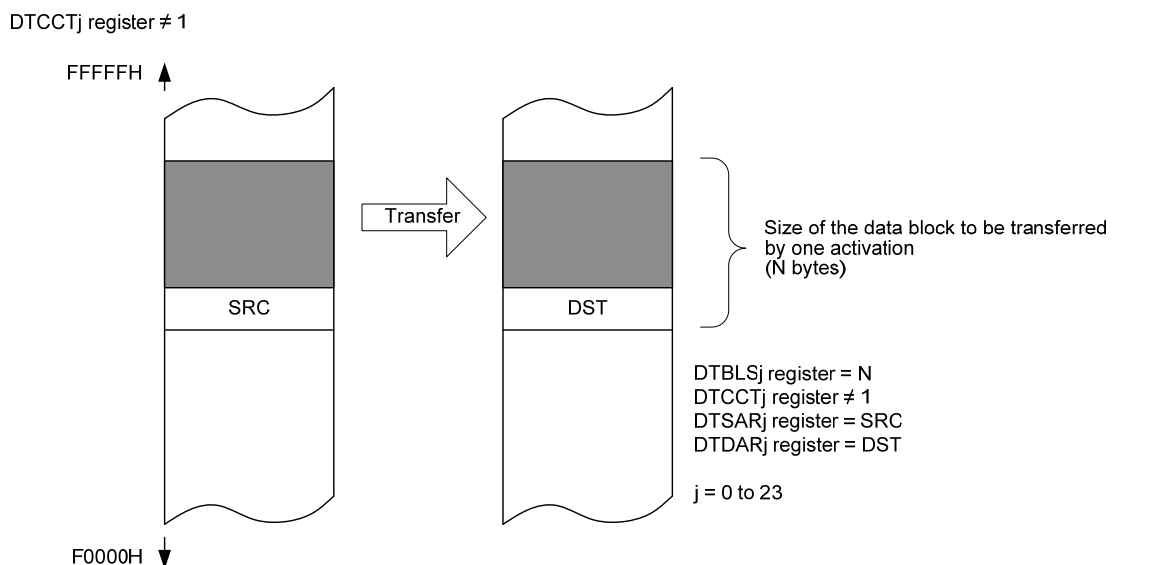 DTCCTj register ≠ 1
FFFFFH
Transfer
Size of the data block to be transferred
by one activation
(N bytes)
SRC
DST
DTBLSj register = N
DTCCTj register ≠ 1
DTSARj register = SRC
DTDARj register = DST
j = 0 to 23
F0000H